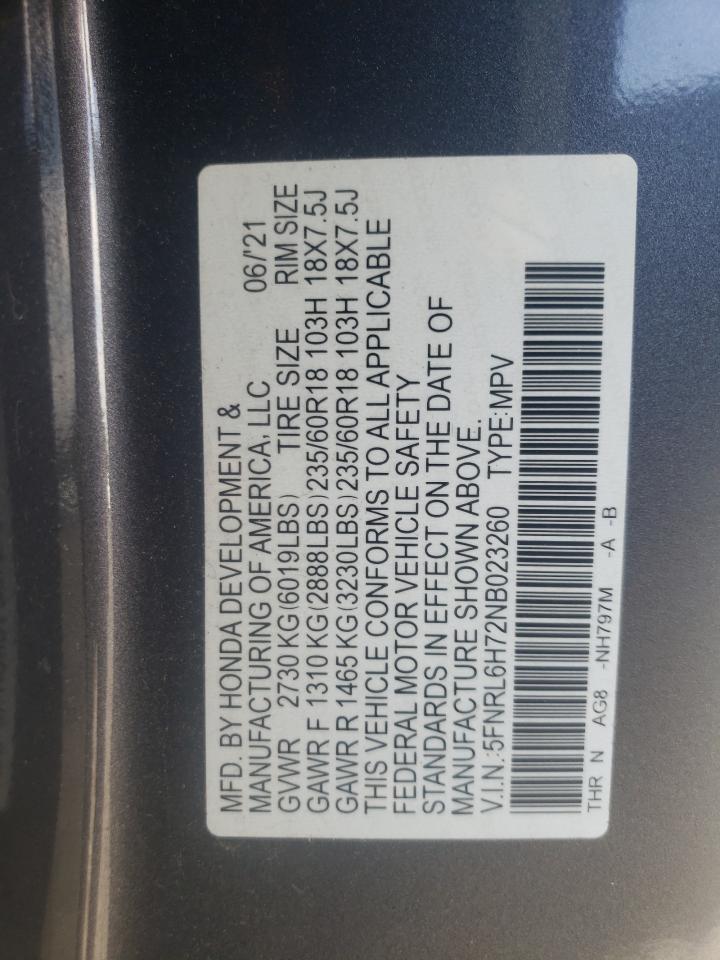 MFD. BY HONDA DEVELOPMENT &
MANUFACTURING OF AMERICA, LLC 06/'21
GVWR 2730 KG(6019LBS) TIRE SIZE RIM SIZE
GAWR F 1310 KG(2888LBS)235/60R18 103H 18X7.5J
GAWR R 1465 KG(3230LBS)235/60R18 103H 18X7.5J
THIS VEHICLE CONFORMS TO ALL APPLICABLE
FEDERAL MOTOR VEHICLE SAFETY
STANDARDS IN EFFECT ON THE DATE OF
MANUFACTURE SHOWN ABOVE.
V.I.N.:5FNRL6H72NB023260 TYPE:MPV
THR N AG8 -NH797M -A -B